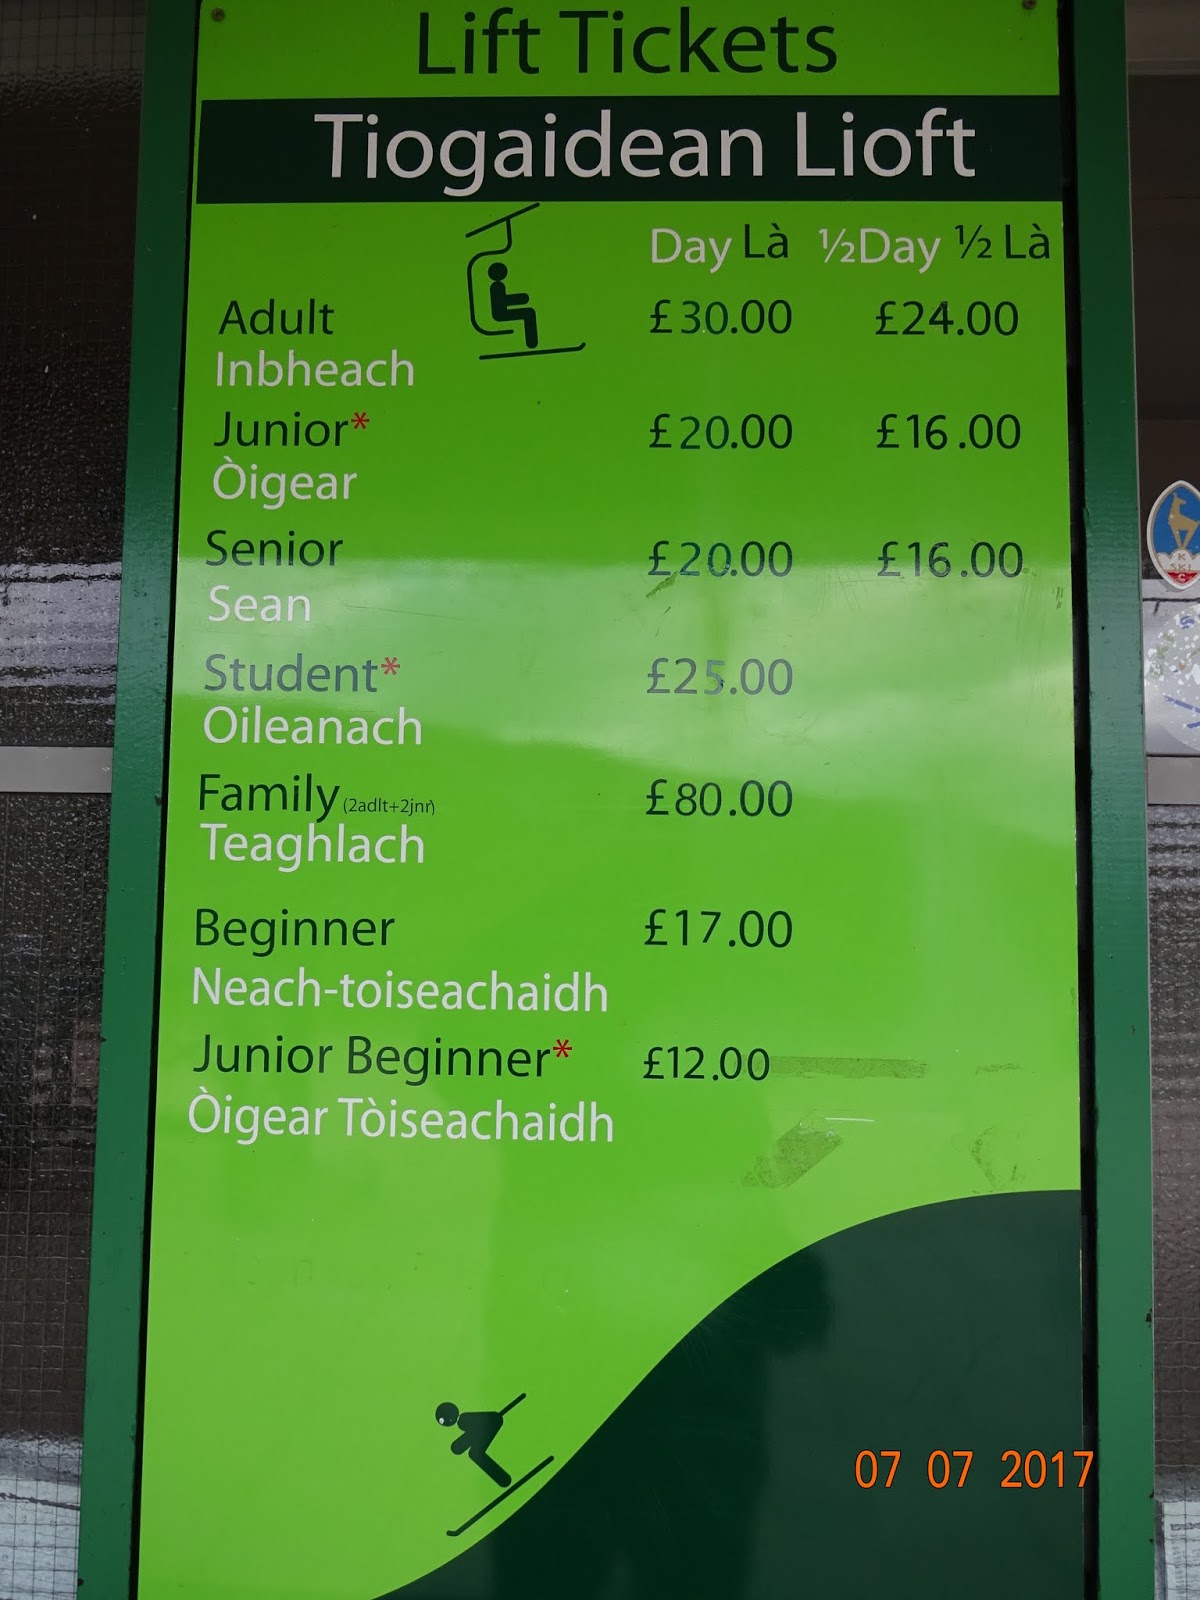 Lift Tickets
Tiogaidean Lioft
Day Là ½Day ½ Là
Adult £30.00 £24.00
Inbheach
Junior* £20.00 £16.00
Òigear
Senior £20.00 £16.00
Sean
Student* £25.00
Oileanach
Family (2adlt+2jnr) £80.00
Teaghlach
Beginner £17.00
Neach-toiseachaidh
Junior Beginner* £12.00
Òigear Tòiseachaidh
K
SKI
C
07 07 2017